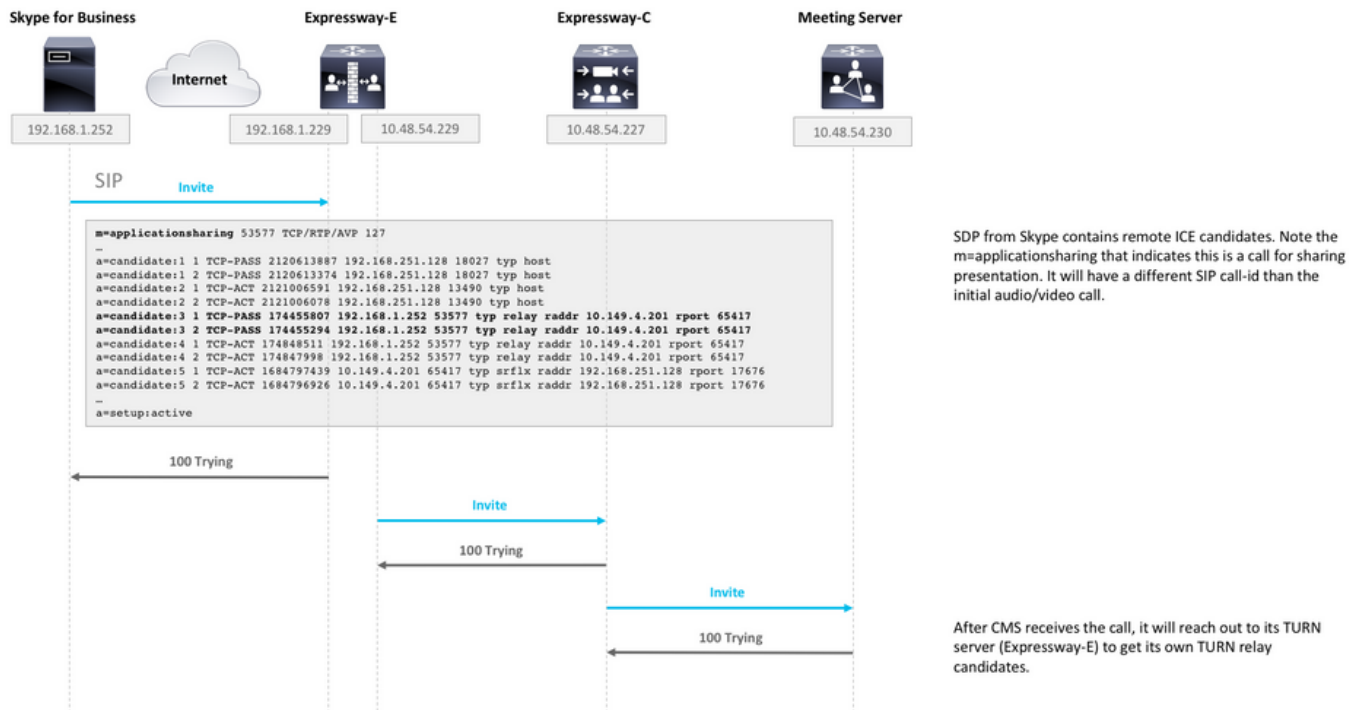 Skype for Business
Expressway-E
Expressway-C
Meeting Server
Internet
192.168.1.252
192.168.1.229
10.48.54.229
10.48.54.227
10.48.54.230
SIP
Invite
m=applicationsharing 53577 TCP/RTP/AVP 127
…
a=candidate:1 1 TCP-PASS 2120613887 192.168.251.128 18027 typ host
a=candidate:1 2 TCP-PASS 2120613374 192.168.251.128 18027 typ host
a=candidate:2 1 TCP-ACT 2121006591 192.168.251.128 13490 typ host
a=candidate:2 2 TCP-ACT 2121006078 192.168.251.128 13490 typ host
a=candidate:3 1 TCP-PASS 174455807 192.168.1.252 53577 typ relay raddr 10.149.4.201 rport 65417
a=candidate:3 2 TCP-PASS 174455294 192.168.1.252 53577 typ relay raddr 10.149.4.201 rport 65417
a=candidate:4 1 TCP-ACT 174848511 192.168.1.252 53577 typ relay raddr 10.149.4.201 rport 65417
a=candidate:4 2 TCP-ACT 174847998 192.168.1.252 53577 typ relay raddr 10.149.4.201 rport 65417
a=candidate:5 1 TCP-ACT 1684797439 10.149.4.201 65417 typ srflx raddr 192.168.251.128 rport 17676
a=candidate:5 2 TCP-ACT 1684796926 10.149.4.201 65417 typ srflx raddr 192.168.251.128 rport 17676
…
a=setup:active
SDP from Skype contains remote ICE candidates. Note the
m=applicationsharing that indicates this is a call for sharing
presentation. It will have a different SIP call-id than the
initial audio/video call.
100 Trying
Invite
100 Trying
Invite
100 Trying
After CMS receives the call, it will reach out to its TURN
server (Expressway-E) to get its own TURN relay
candidates.